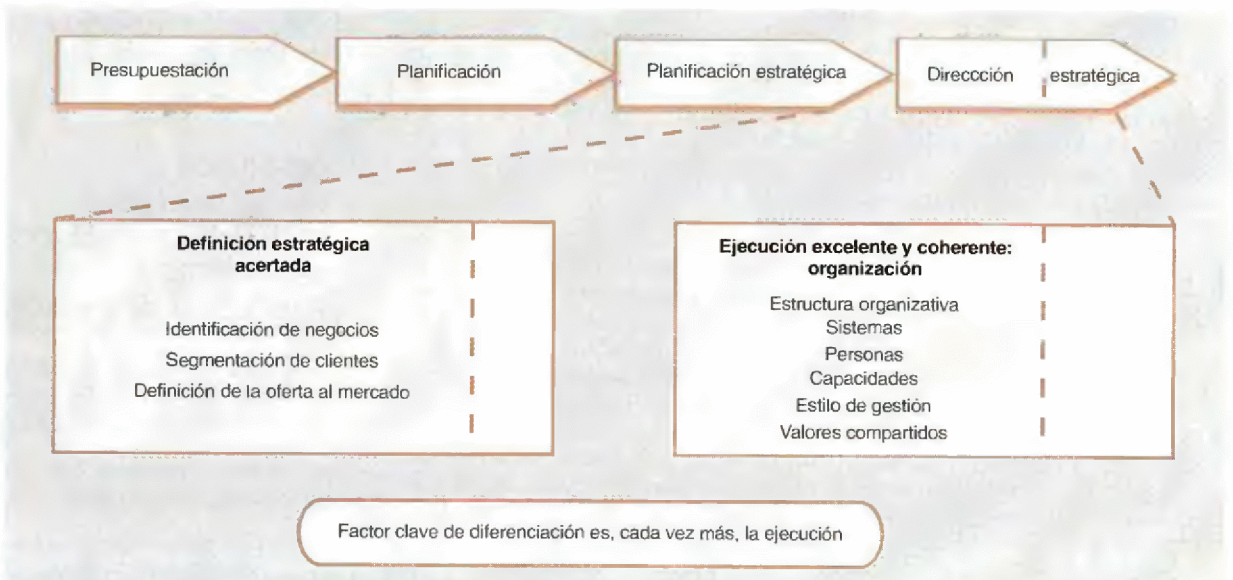 Presupuestación
Planificación
Planificación estratégica
Direccción estratégica
Definicion estratégica
acertada
Identificación de negocios
Segmentación de clientes
Definición de la oferta al mercado
Ejecución excelente y coherente:
organización
Estructura organizativa
Sistemas
Personas
Capacidades
Estilo de gestión
Valores compartidos
Factor clave de diferenciación es, cada vez más, la ejecución